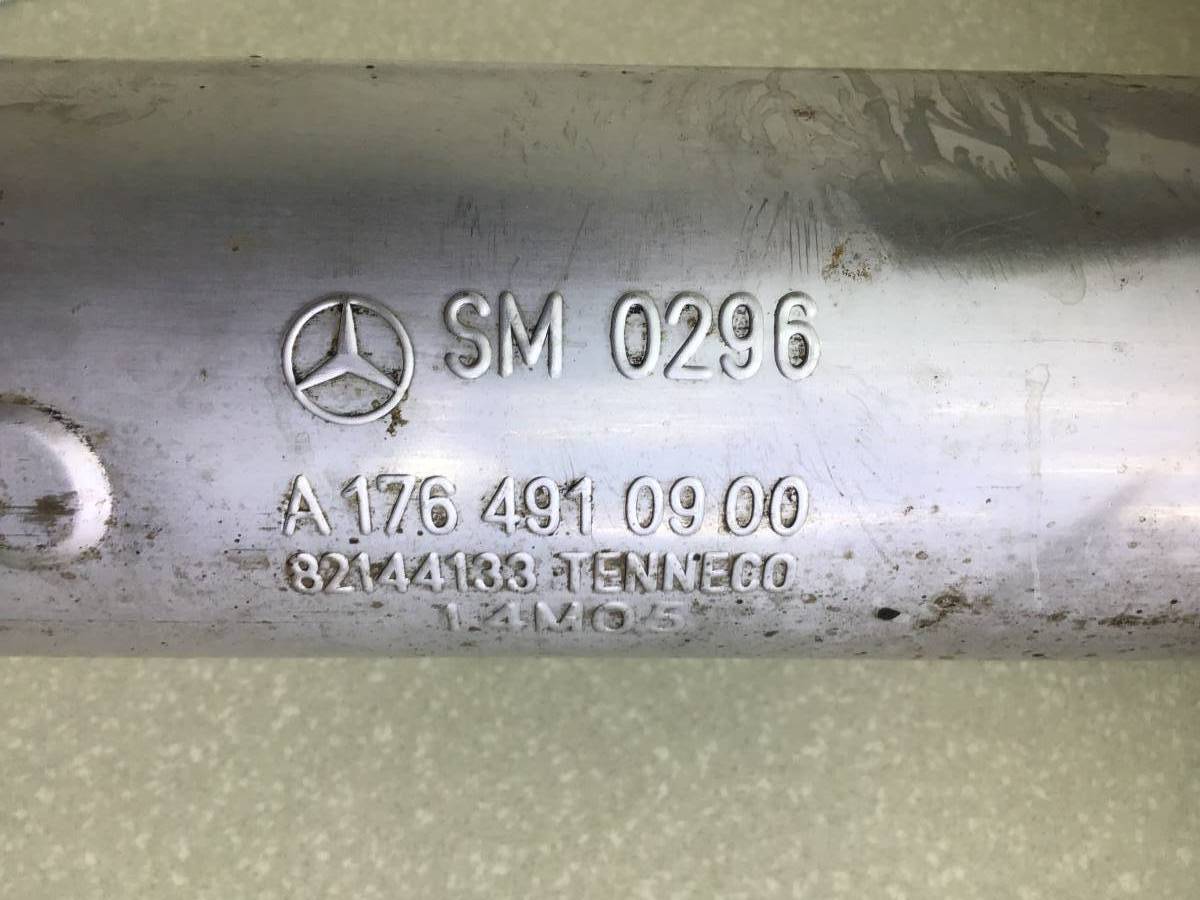 SM 0296
A 176 491 09 00
82144133 TENNECO
14MO5